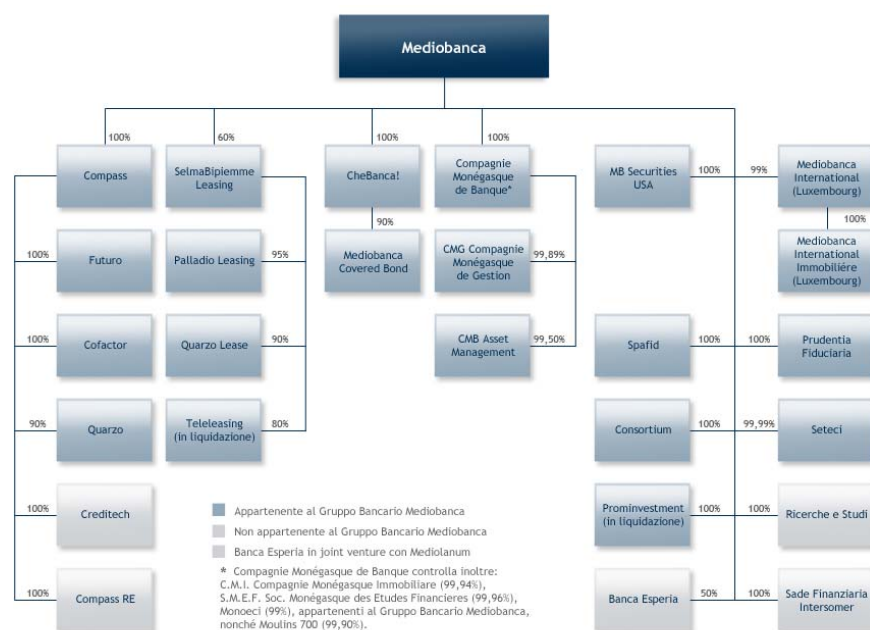 Mediobanca
100%
60%
100%
100%
Compass
SelmaBipiemme
Leasing
CheBanca!
Compagnie
Monégasque
de Banque*
MB Securities
USA
100%
99%
Mediobanca
International
(Luxembourg)
90%
100%
100%
Futuro
Palladio Leasing
95%
Mediobanca
Covered Bond
CMG Compagnie
Monégasque
de Gestion
99,89%
Mediobanca
International
Immobiliére
(Luxembourg)
100%
Cofactor
Quarzo Lease
90%
CMB Asset
Management
99,50%
Spafid
100%
100%
Prudentia
Fiduciaria
90%
Quarzo
Teleleasing
(in liquidazione)
80%
Consortium
100%
99,99%
Seteci
100%
Creditech
Prominvestment
(in liquidazione)
100%
100%
Ricerche e Studi
100%
Compass RE
Banca Esperia
50%
100%
Sade Finanziaria
Intersomer
Appartenente al Gruppo Bancario Mediobanca
Non appartenente al Gruppo Bancario Mediobanca
Banca Esperia in joint venture con Mediolanum
* Compagnie Monégasque de Banque controlla inoltre:
C.M.I. Compagnie Monégasque Immobiliare (99,94%),
S.M.E.F. Soc. Monégasque des Etudes Financieres (99,96%),
Monoeci (99%), appartenenti al Gruppo Bancario Mediobanca,
nonché Moulins 700 (99,90%).